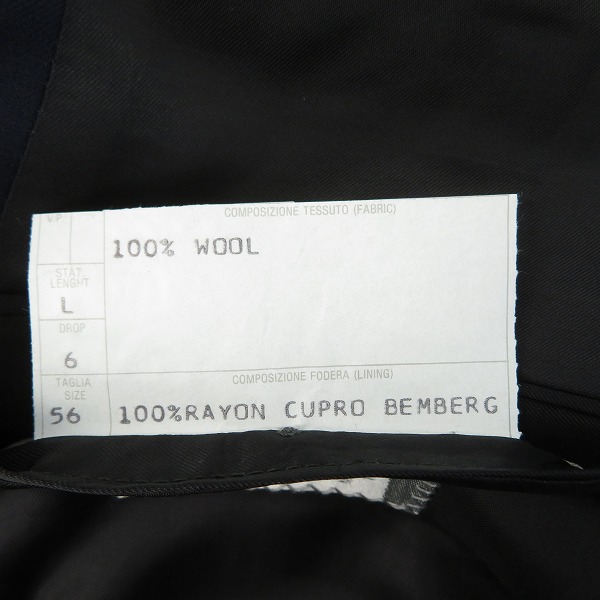 V.P
COMPOSIZIONE TESSUTO (FABRIC)
100% WOOL
STAT.
LENGHT
L
DROP
6
TAGLIA
SIZE
56
COMPOSIZIONE FODERA (LINING)
100%RAYON CUPRO BEMBERG